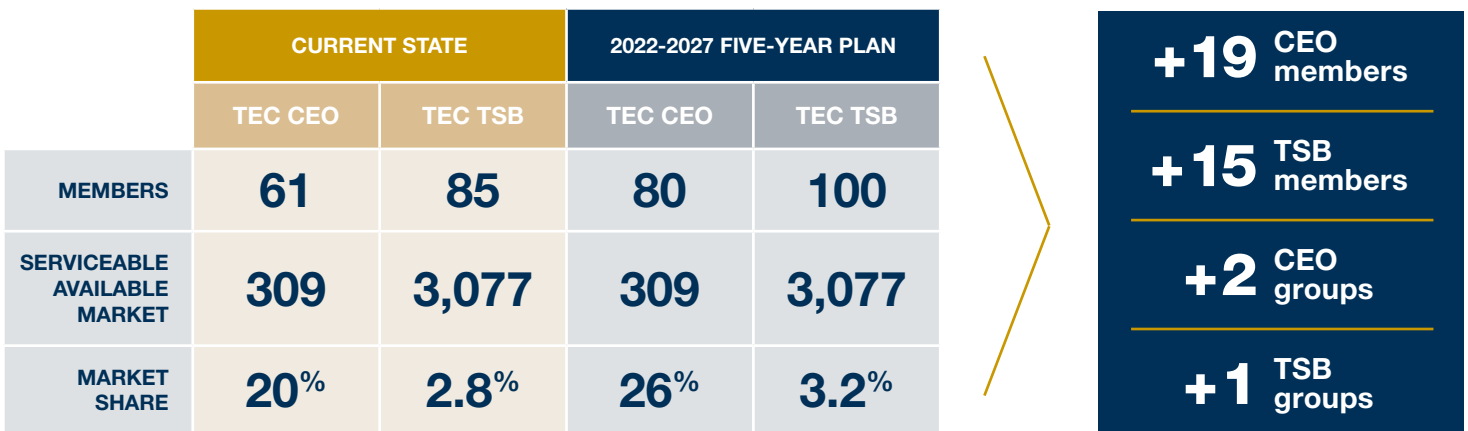 CURRENT STATE 2022-2027 FIVE-YEAR PLAN
TEC CEO TEC TSB TEC CEO TEC TSB
MEMBERS 61 85 80 100
SERVICEABLE
AVAILABLE
MARKET
309 3,077 309 3,077
MARKET
SHARE
20% 2.8% 26% 3.2%
+19 CEO
members
+15 TSB
members
+2 CEO
groups
+1 TSB
groups